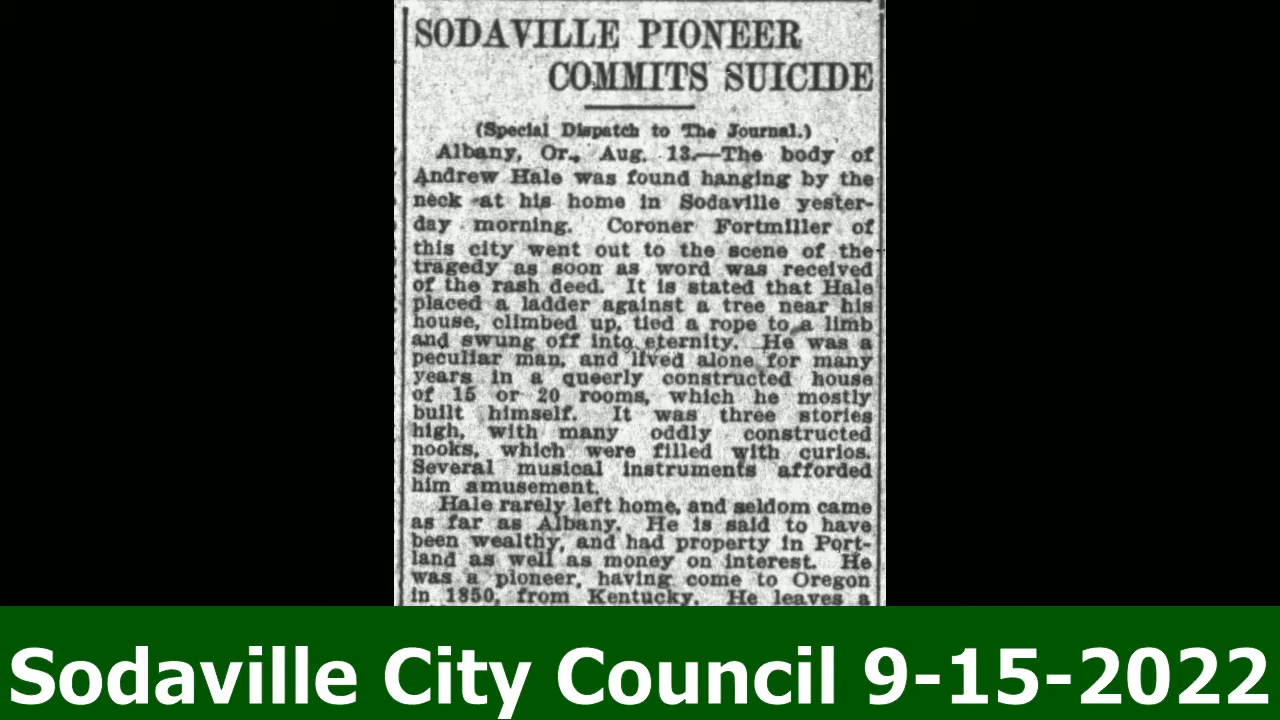 SODAVILLE PIONEER
COMMITS SUICIDE
(Special Dispatch to The Journal.)
Albany, Or., Aug. 13.—The body of
Andrew Hale was found hanging by the
neck at his home in Sodaville yester-
day morning. Coroner Fortmiller of
this city went out to the scene of the
tragedy as soon as word was received
of the rash deed. It is stated that Hale
placed a ladder against a tree near his
house, climbed up, tied a rope to a limb
and swung off into eternity. He was a
peculiar man, and lived alone for many
years in a queerly constructed house
of 15 or 20 rooms, which he mostly
built himself. It was three stories
high, with many oddly constructed
nooks, which were filled with curios.
Several musical instruments afforded
him amusement.
Hale rarely left home, and seldom came
as far as Albany. He is said to have
been wealthy, and had property in Port-
land as well as money on interest. He
was a pioneer, having come to Oregon
in 1850, from Kentucky. He leaves a
Sodaville City Council 9-15-2022